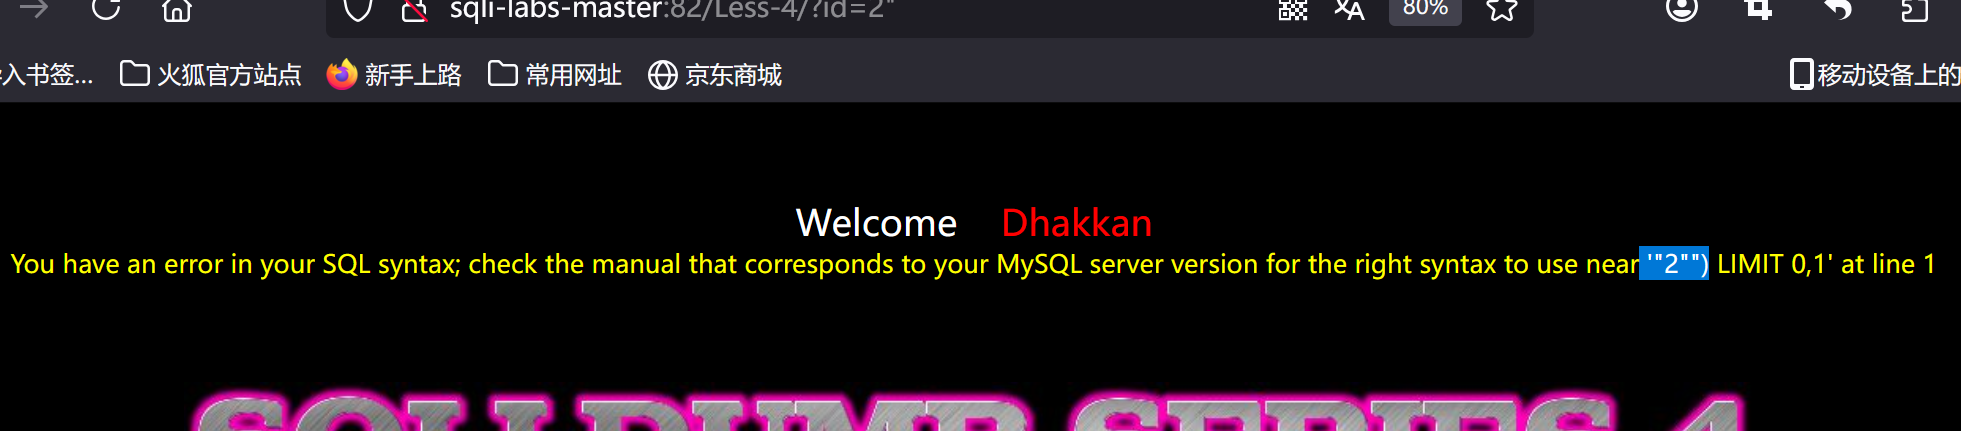 sqli-labs-master:82/Less-4/?id=2" 80%
入书签... 火狐官方站点 新手上路 常用网址 京东商城 移动设备上的
Welcome Dhakkan
You have an error in your SQL syntax; check the manual that corresponds to your MySQL server version for the right syntax to use near '"2"") LIMIT 0,1' at line 1